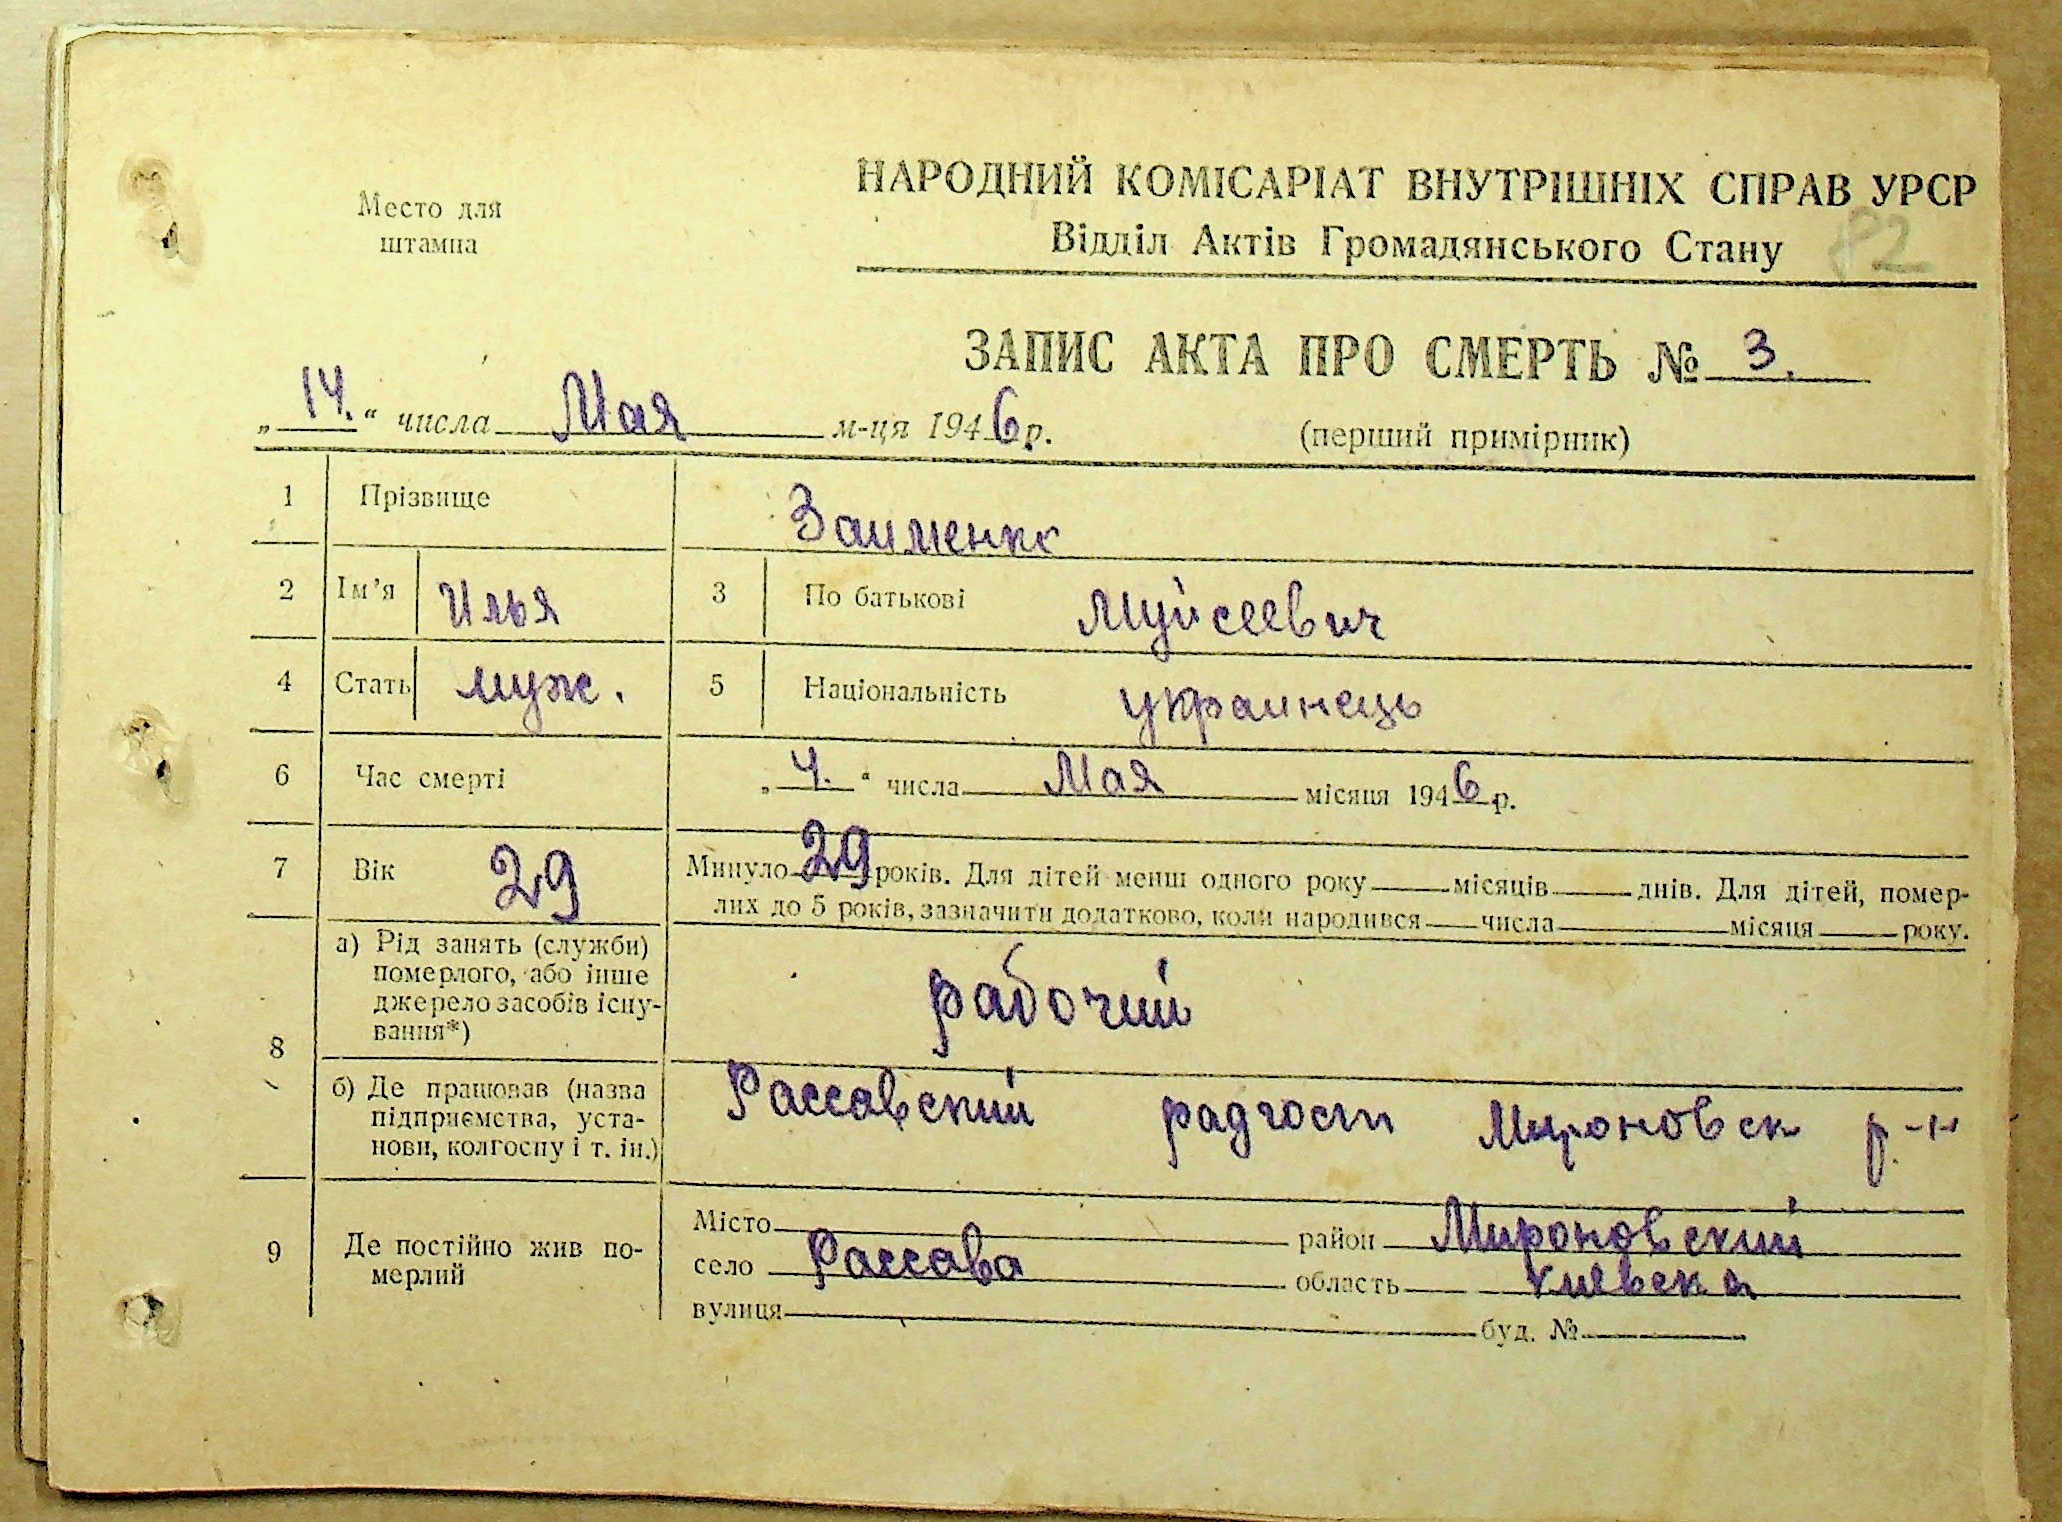 Место для
штампа
НАРОДНИЙ КОМІСАРІАТ ВНУТРІШНІХ СПРАВ УРСР
Відділ Актів Громадянського Стану 82
ЗАПИС АКТА ПРО СМЕРТЬ № 3.
„14.“ числа Мая м-ця 1946 р. (перший примірник)
1 Прізвище Заименко
2 Ім'я Илья 3 По батькові Муйсеевич
4 Стать муж. 5 Національність украинець
6 Час смерті „4.“ числа Мая місяця 1946 р.
7 Вік 29 Минуло 29 років. Для дітей менш одного року місяців днів. Для дітей, помер-
лих до 5 років, зазначити додатково, коли народився числа місяця року.
8 а) Рід занять (служби)
померлого, або інше
джерело засобів існу-
вання*)
рабочий
б) Де працював (назва
підприємства, уста-
нови, колгоспу і т. ін.)
Рассавский радгосп Мироновск р-н
9 Де постійно жив по-
мерлий
Місто район Мироновский
село Рассава область Киевска
вулиця буд. №